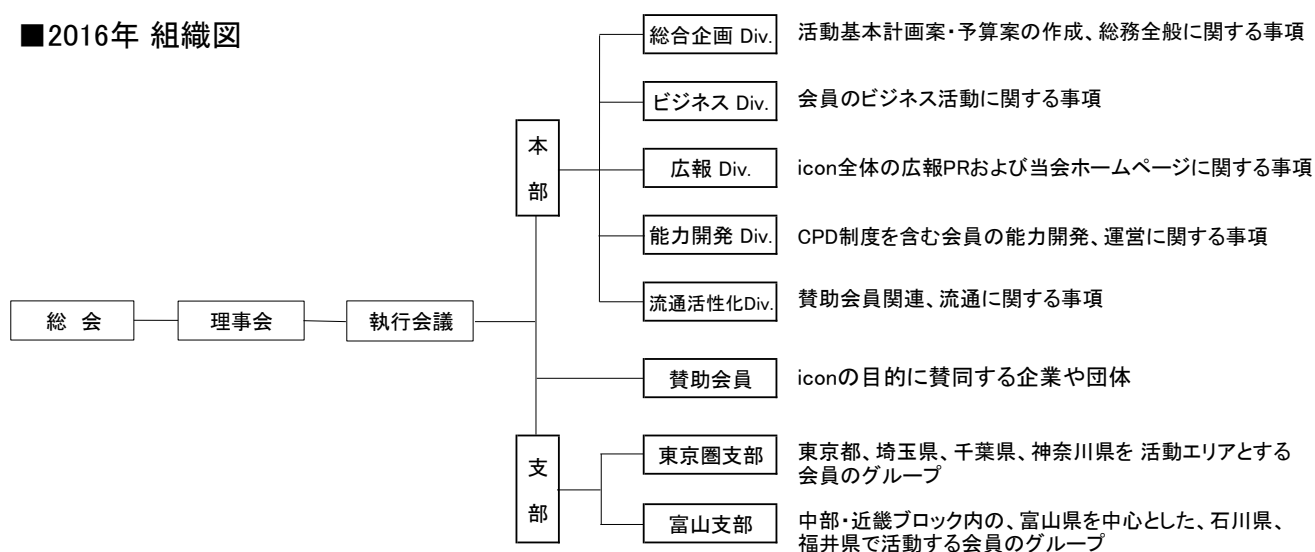 ■2016年 組織図
総合企画 Div.
活動基本計画案・予算案の作成、総務全般に関する事項
ビジネス Div.
会員のビジネス活動に関する事項
本部
広報 Div.
icon全体の広報PRおよび当会ホームページに関する事項
能力開発 Div.
CPD制度を含む会員の能力開発、運営に関する事項
流通活性化Div.
賛助会員関連、流通に関する事項
総 会
理事会
執行会議
賛助会員
iconの目的に賛同する企業や団体
支部
東京圏支部
東京都、埼玉県、千葉県、神奈川県を 活動エリアとする
会員のグループ
富山支部
中部・近畿ブロック内の、富山県を中心とした、石川県、
福井県で活動する会員のグループ